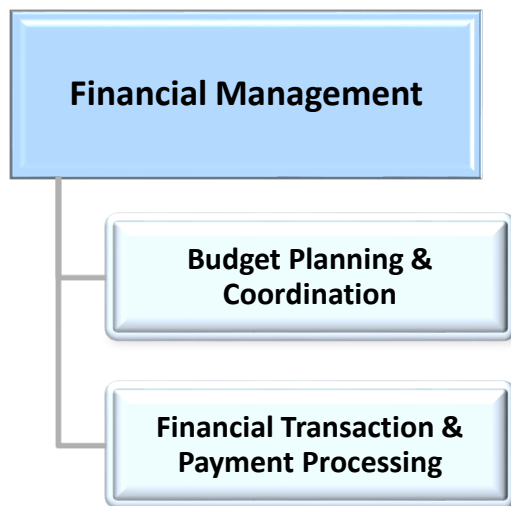 Financial Management
Budget Planning &
Coordination
Financial Transaction &
Payment Processing